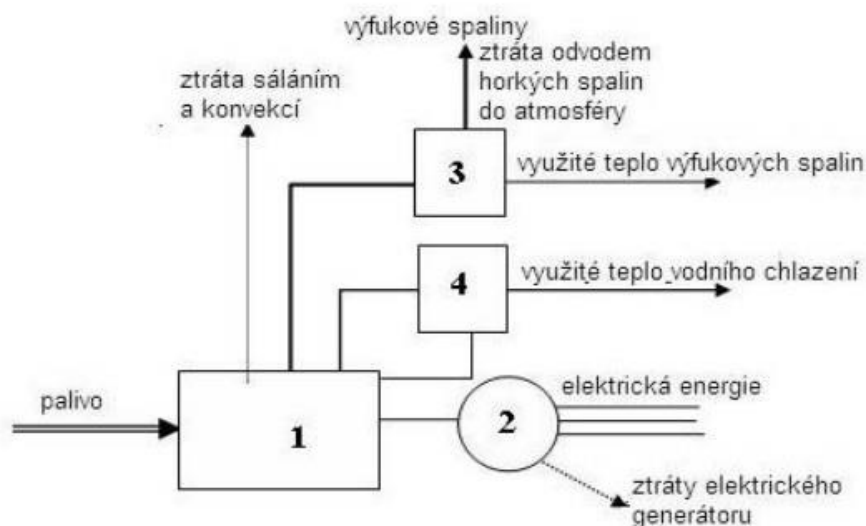 výfukové spaliny
ztráta odvodem
horkých spalin
do atmosféry
ztráta sáláním
a konvekcí
3
využité teplo výfukových spalin
4
využité teplo vodního chlazení
palivo
1
2
elektrická energie
ztráty elektrického
generátoru